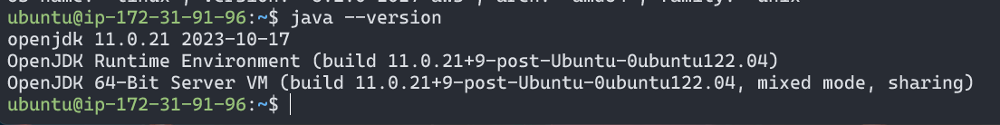 ubuntu@ip-172-31-91-96:~$ java --version
openjdk 11.0.21 2023-10-17
OpenJDK Runtime Environment (build 11.0.21+9-post-Ubuntu-0ubuntu122.04)
OpenJDK 64-Bit Server VM (build 11.0.21+9-post-Ubuntu-0ubuntu122.04, mixed mode, sharing)
ubuntu@ip-172-31-91-96:~$